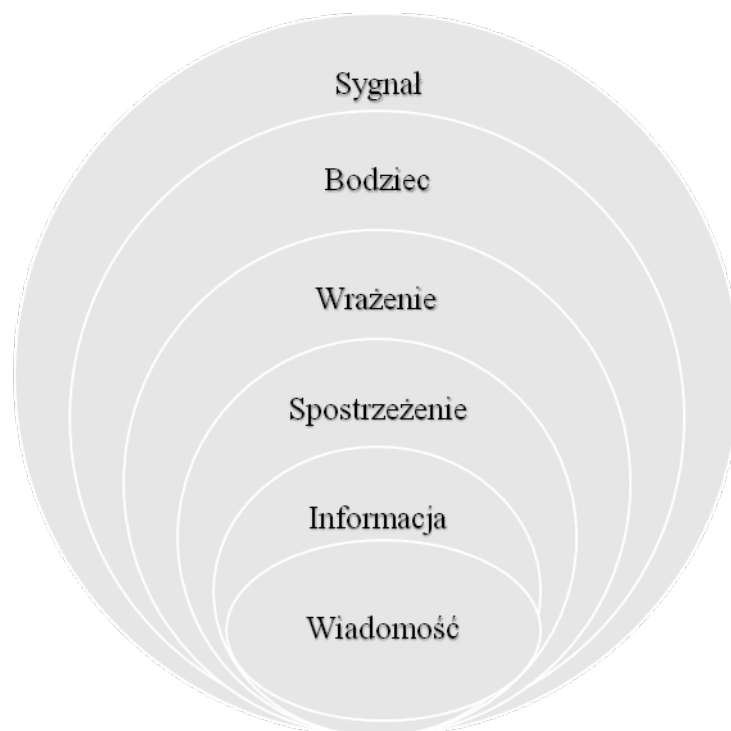 Sygnał
Bodziec
Wrażenie
Spostrzeżenie
Informacja
Wiadomość